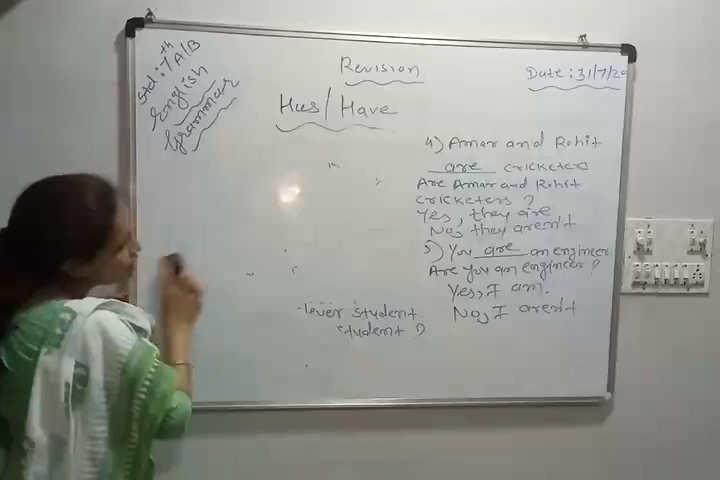 Std: 7th A/B
English
Grammar
Revision
Date: 31/7/20
Has/Have
-lever student
student ?
4) Amar and Rohit
are cricketers
Are Amar and Rohit
cricketers ?
Yes, they are
No, they aren't
5) You are an engineer
Are you an engineer?
Yes, I am.
No, I aren't